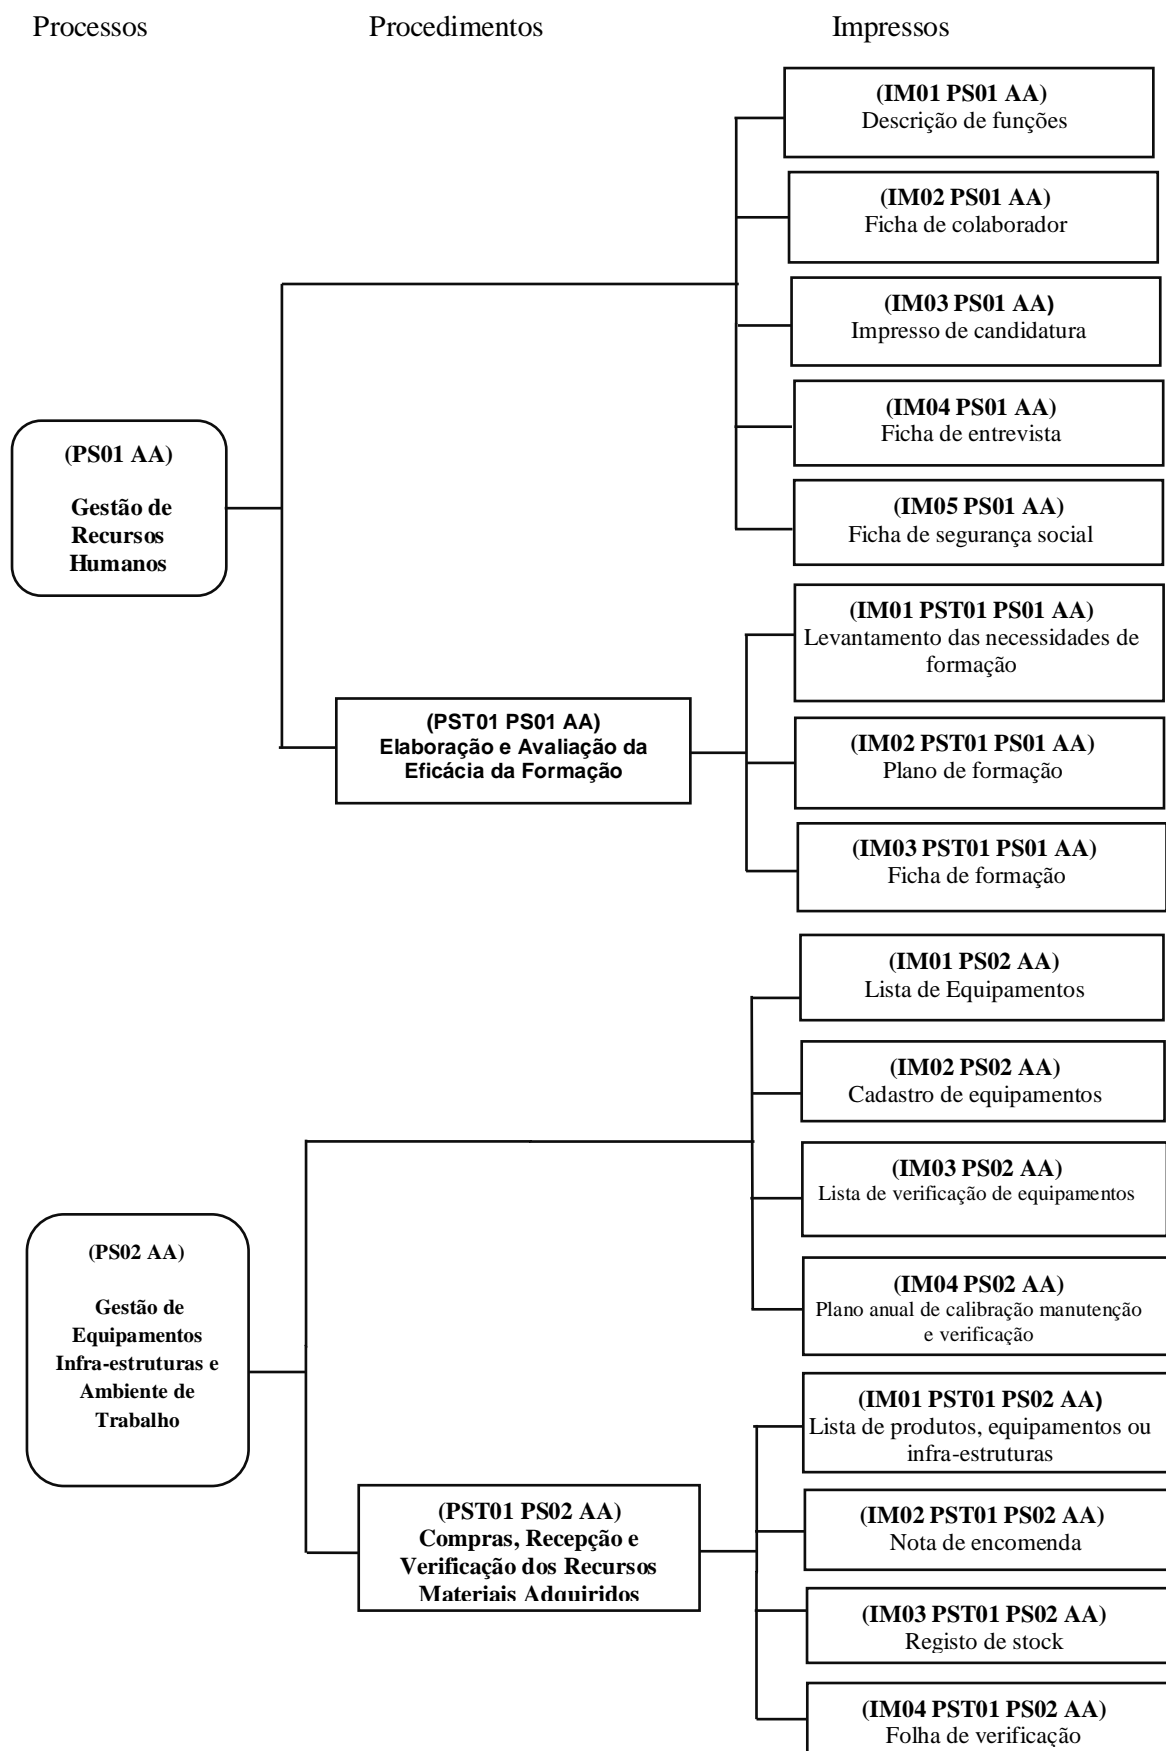 Processos Procedimentos Impressos
(IM01 PS01 AA)
Descrição de funções
(IM02 PS01 AA)
Ficha de colaborador
(IM03 PS01 AA)
Impresso de candidatura
(IM04 PS01 AA)
Ficha de entrevista
(PS01 AA)
Gestão de
Recursos
Humanos
(IM05 PS01 AA)
Ficha de segurança social
(IM01 PST01 PS01 AA)
Levantamento das necessidades de
formação
(PST01 PS01 AA)
Elaboração e Avaliação da
Eficácia da Formação
(IM02 PST01 PS01 AA)
Plano de formação
(IM03 PST01 PS01 AA)
Ficha de formação
(IM01 PS02 AA)
Lista de Equipamentos
(IM02 PS02 AA)
Cadastro de equipamentos
(IM03 PS02 AA)
Lista de verificação de equipamentos
(PS02 AA)
Gestão de
Equipamentos
Infra-estruturas e
Ambiente de
Trabalho
(IM04 PS02 AA)
Plano anual de calibração manutenção
e verificação
(IM01 PST01 PS02 AA)
Lista de produtos, equipamentos ou
infra-estruturas
(PST01 PS02 AA)
Compras, Recepção e
Verificação dos Recursos
Materiais Adquiridos
(IM02 PST01 PS02 AA)
Nota de encomenda
(IM03 PST01 PS02 AA)
Registo de stock
(IM04 PST01 PS02 AA)
Folha de verificação